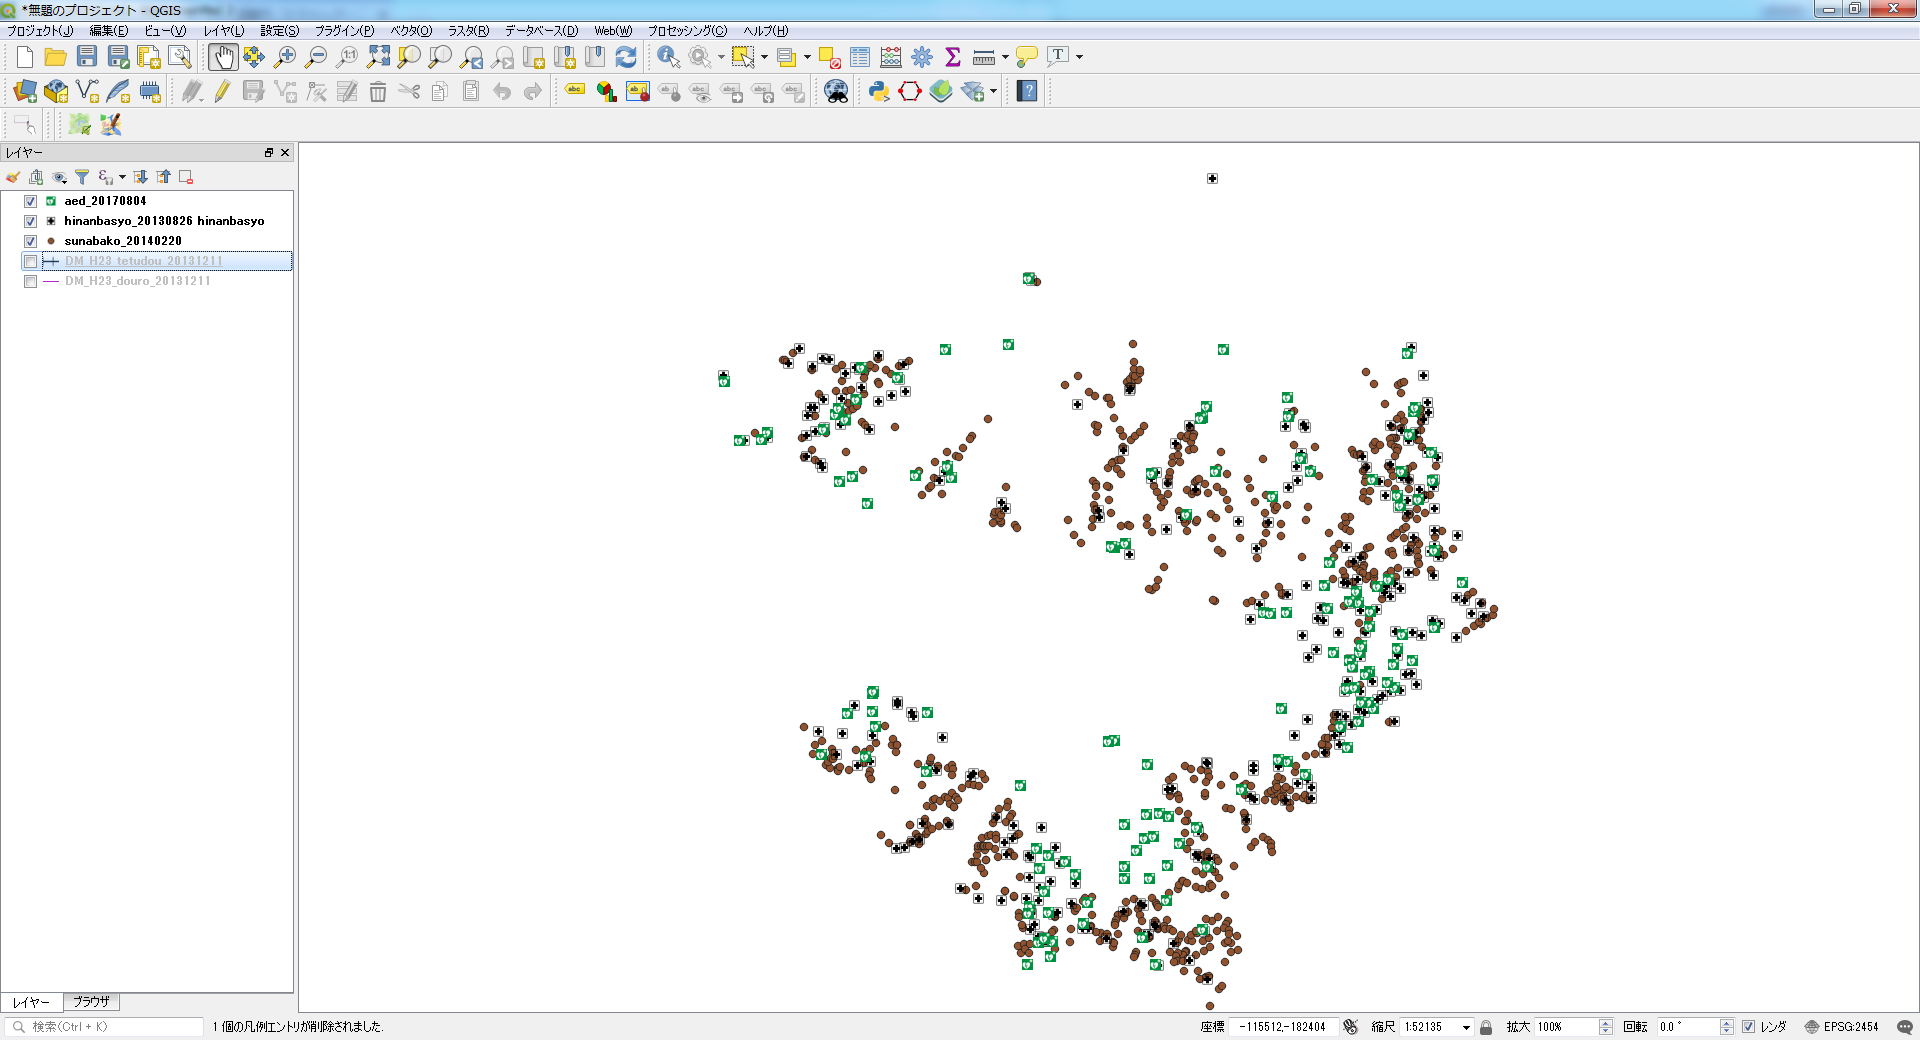 *無題のプロジェクト - QGIS
プロジェクト(J) 編集(E) ビュー(V) レイヤ(L) 設定(S) プラグイン(P) ベクタ(O) ラスタ(R) データベース(D) Web(W) プロセッシング(C) ヘルプ(H)
レイヤー
aed_20170804
hinanbasyo_20130826 hinanbasyo
sunabako_20140220
DM_H23_tetudou_20131211
DM_H23_douro_20131211
レイヤー ブラウザ
検索(Ctrl + K) 1 個の凡例エントリが削除されました. 座標 -115512,-182404 縮尺 1:52135 拡大 100% 回転 0.0 ° レンダ EPSG:2454